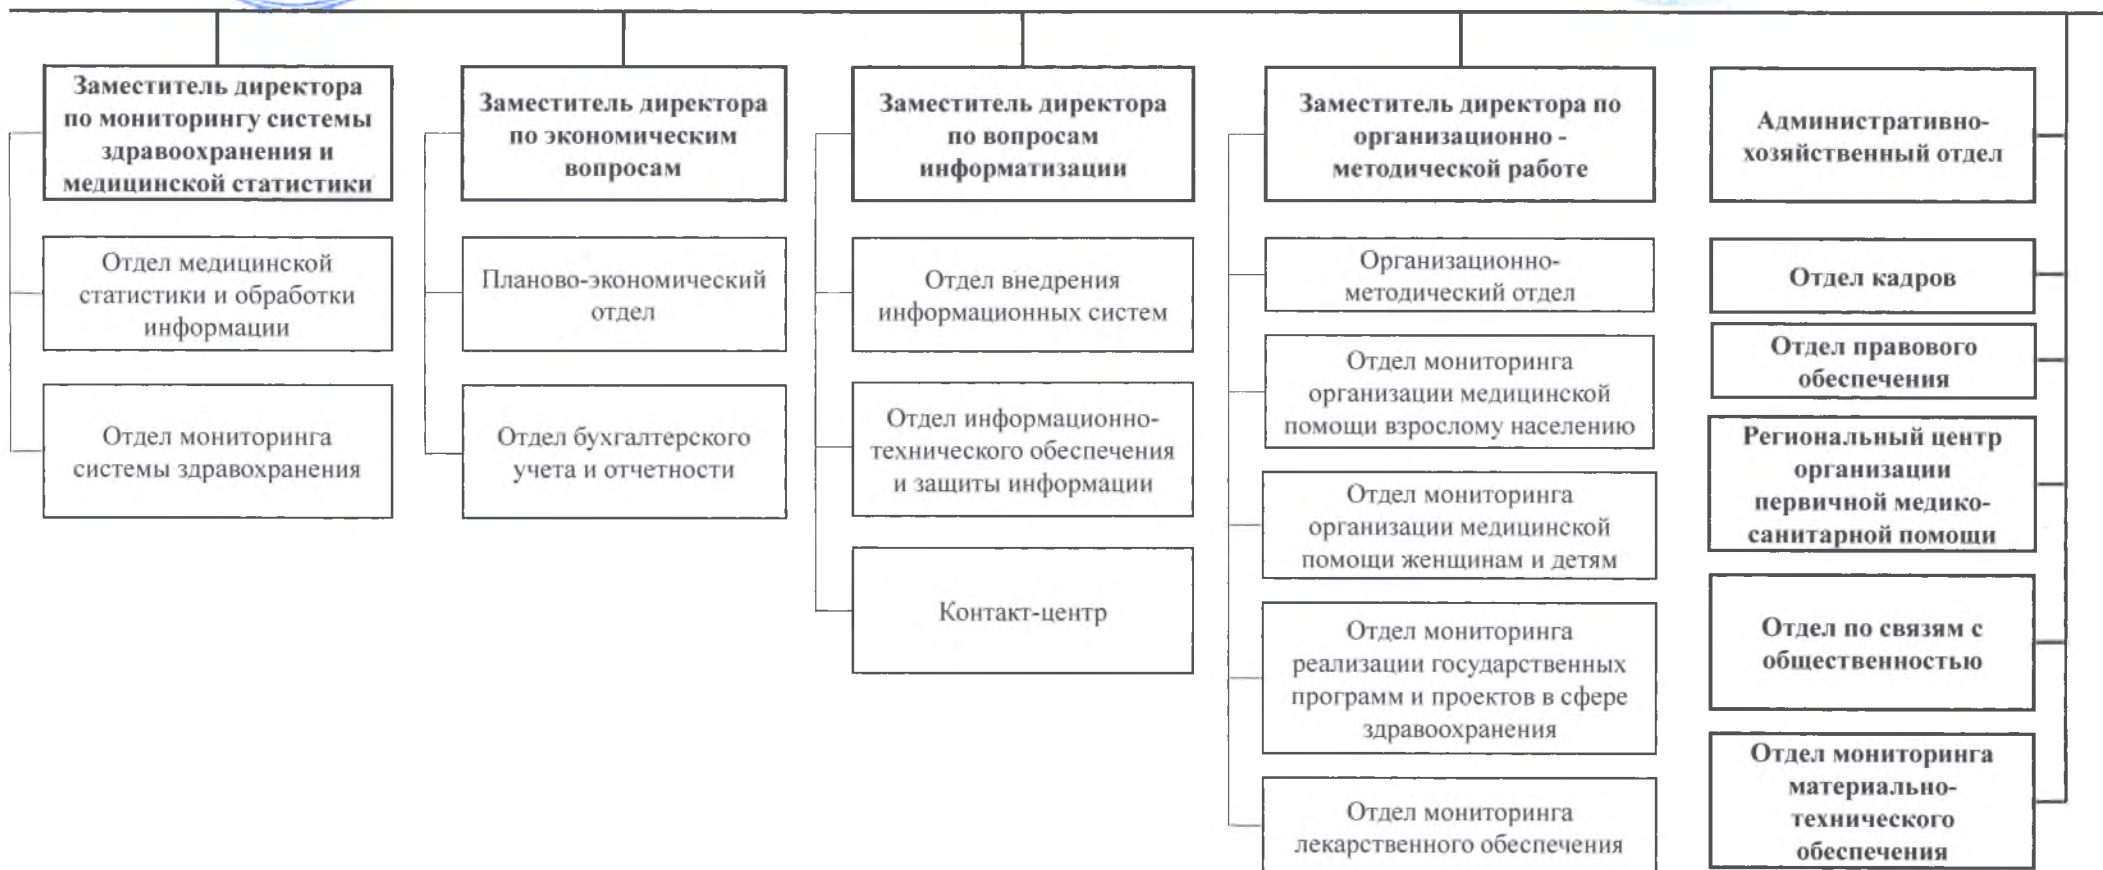 Заместитель директора
по мониторингу системы
здравоохранения и
медицинской статистики
Отдел медицинской
статистики и обработки
информации
Отдел мониторинга
системы здравохранения
Заместитель директора
по экономическим
вопросам
Планово-экономический
отдел
Отдел бухгалтерского
учета и отчетности
Заместитель директора
по вопросам
информатизации
Отдел внедрения
информационных систем
Отдел информационно-
технического обеспечения
и защиты информации
Контакт-центр
Заместитель директора по
организационно -
методической работе
Организационно-
методический отдел
Отдел мониторинга
организации медицинской
помощи взрослому населению
Отдел мониторинга
организации медицинской
помощи женщинам и детям
Отдел мониторинга
реализации государственных
программ и проектов в сфере
здравоохранения
Отдел мониторинга
лекарственного обеспечения
Административно-
хозяйственный отдел
Отдел кадров
Отдел правового
обеспечения
Региональный центр
организации
первичной медико-
санитарной помощи
Отдел по связям с
общественностью
Отдел мониторинга
материально-
технического
обеспечения